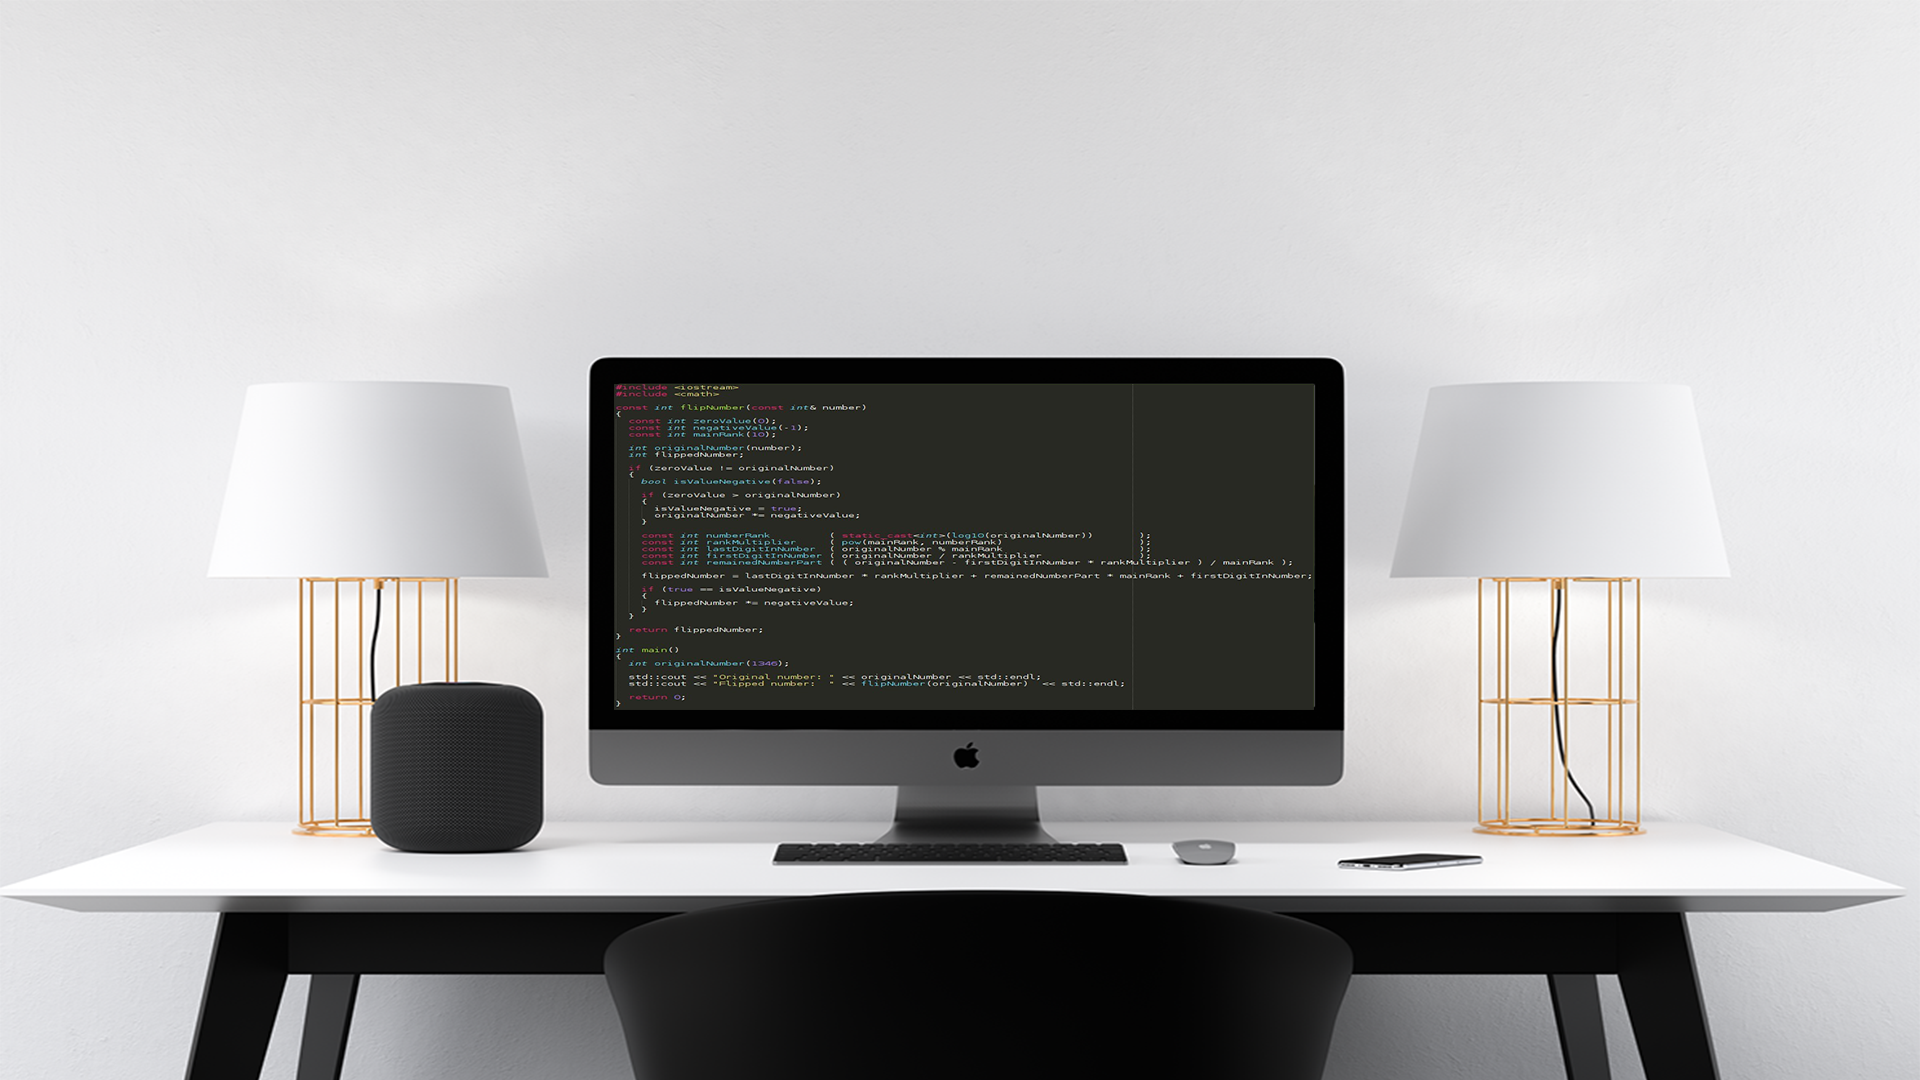 #include <iostream>
#include <cmath>
const int flipNumber(const int& number)
{
const int zeroValue(0);
const int negativeValue(-1);
const int mainRank(10);
int originalNumber(number);
int flippedNumber;
if (zeroValue != originalNumber)
{
bool isValueNegative(false);
if (zeroValue > originalNumber)
{
isValueNegative = true;
originalNumber *= negativeValue;
}
const int numberRank ( static_cast<int>(log10(originalNumber)) );
const int rankMultiplier ( pow(mainRank, numberRank) );
const int lastDigitInNumber ( originalNumber % mainRank );
const int firstDigitInNumber ( originalNumber / rankMultiplier );
const int remainedNumberPart ( ( originalNumber - firstDigitInNumber * rankMultiplier ) / mainRank );
flippedNumber = lastDigitInNumber * rankMultiplier + remainedNumberPart * mainRank + firstDigitInNumber;
if (true == isValueNegative)
{
flippedNumber *= negativeValue;
}
}
return flippedNumber;
}
int main()
{
int originalNumber(1346);
std::cout << "Original number: " << originalNumber << std::endl;
std::cout << "Flipped number: " << flipNumber(originalNumber) << std::endl;
return 0;
}